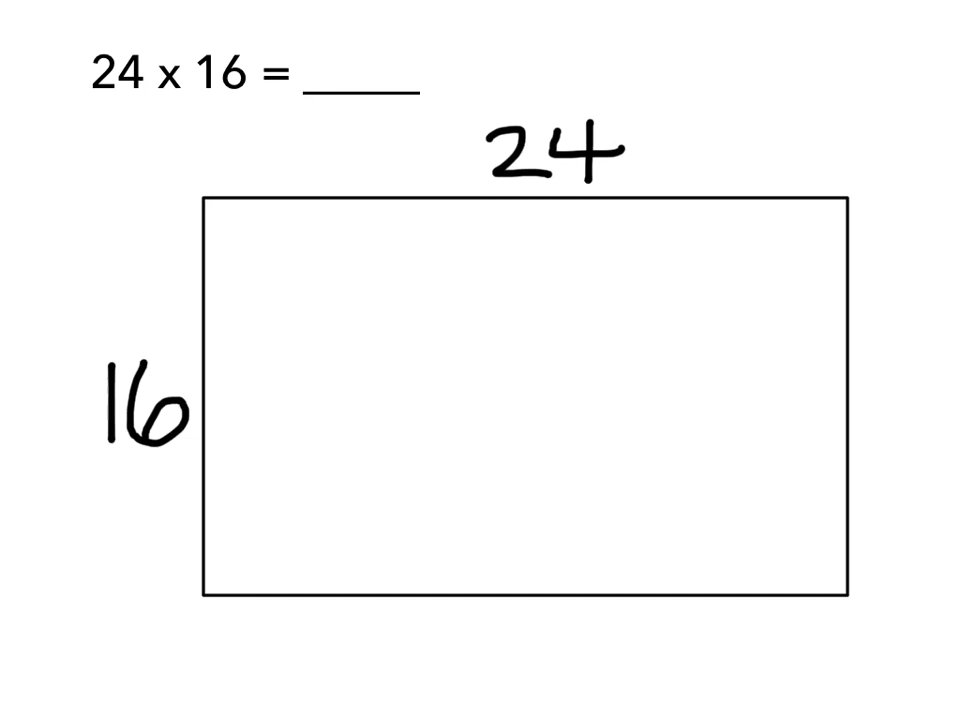 24 x 16 = _____
24
16